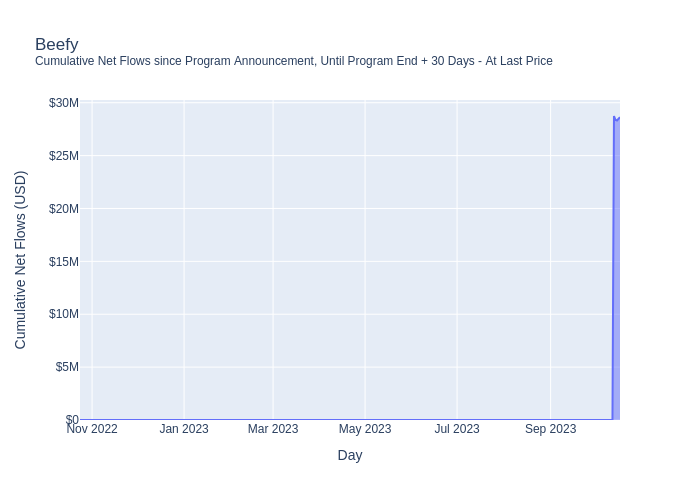 Beefy
Cumulative Net Flows since Program Announcement, Until Program End + 30 Days - At Last Price
Cumulative Net Flows (USD)
$30M
$25M
$20M
$15M
$10M
$5M
$0
Nov 2022
Jan 2023
Mar 2023
May 2023
Jul 2023
Sep 2023
Day